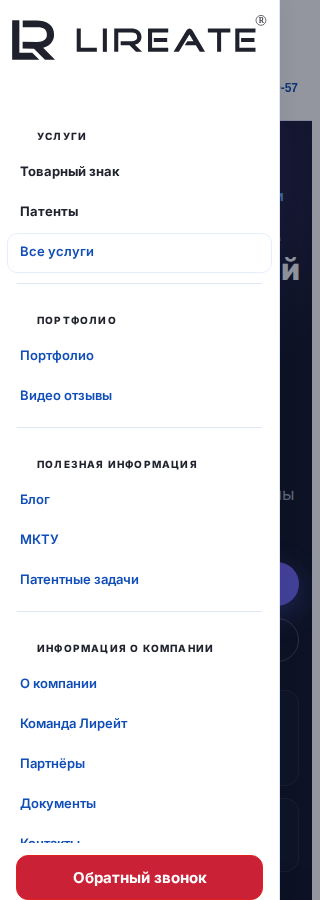 LIREATE®
-57
УСЛУГИ
Товарный знак
Патенты
Все услуги
й
ПОРТФОЛИО
Портфолио
Видео отзывы
ПОЛЕЗНАЯ ИНФОРМАЦИЯ
Блог
МКТУ
Патентные задачи
ИНФОРМАЦИЯ О КОМПАНИИ
О компании
Команда Лирейт
Партнёры
Документы
Контакты
Обратный звонок